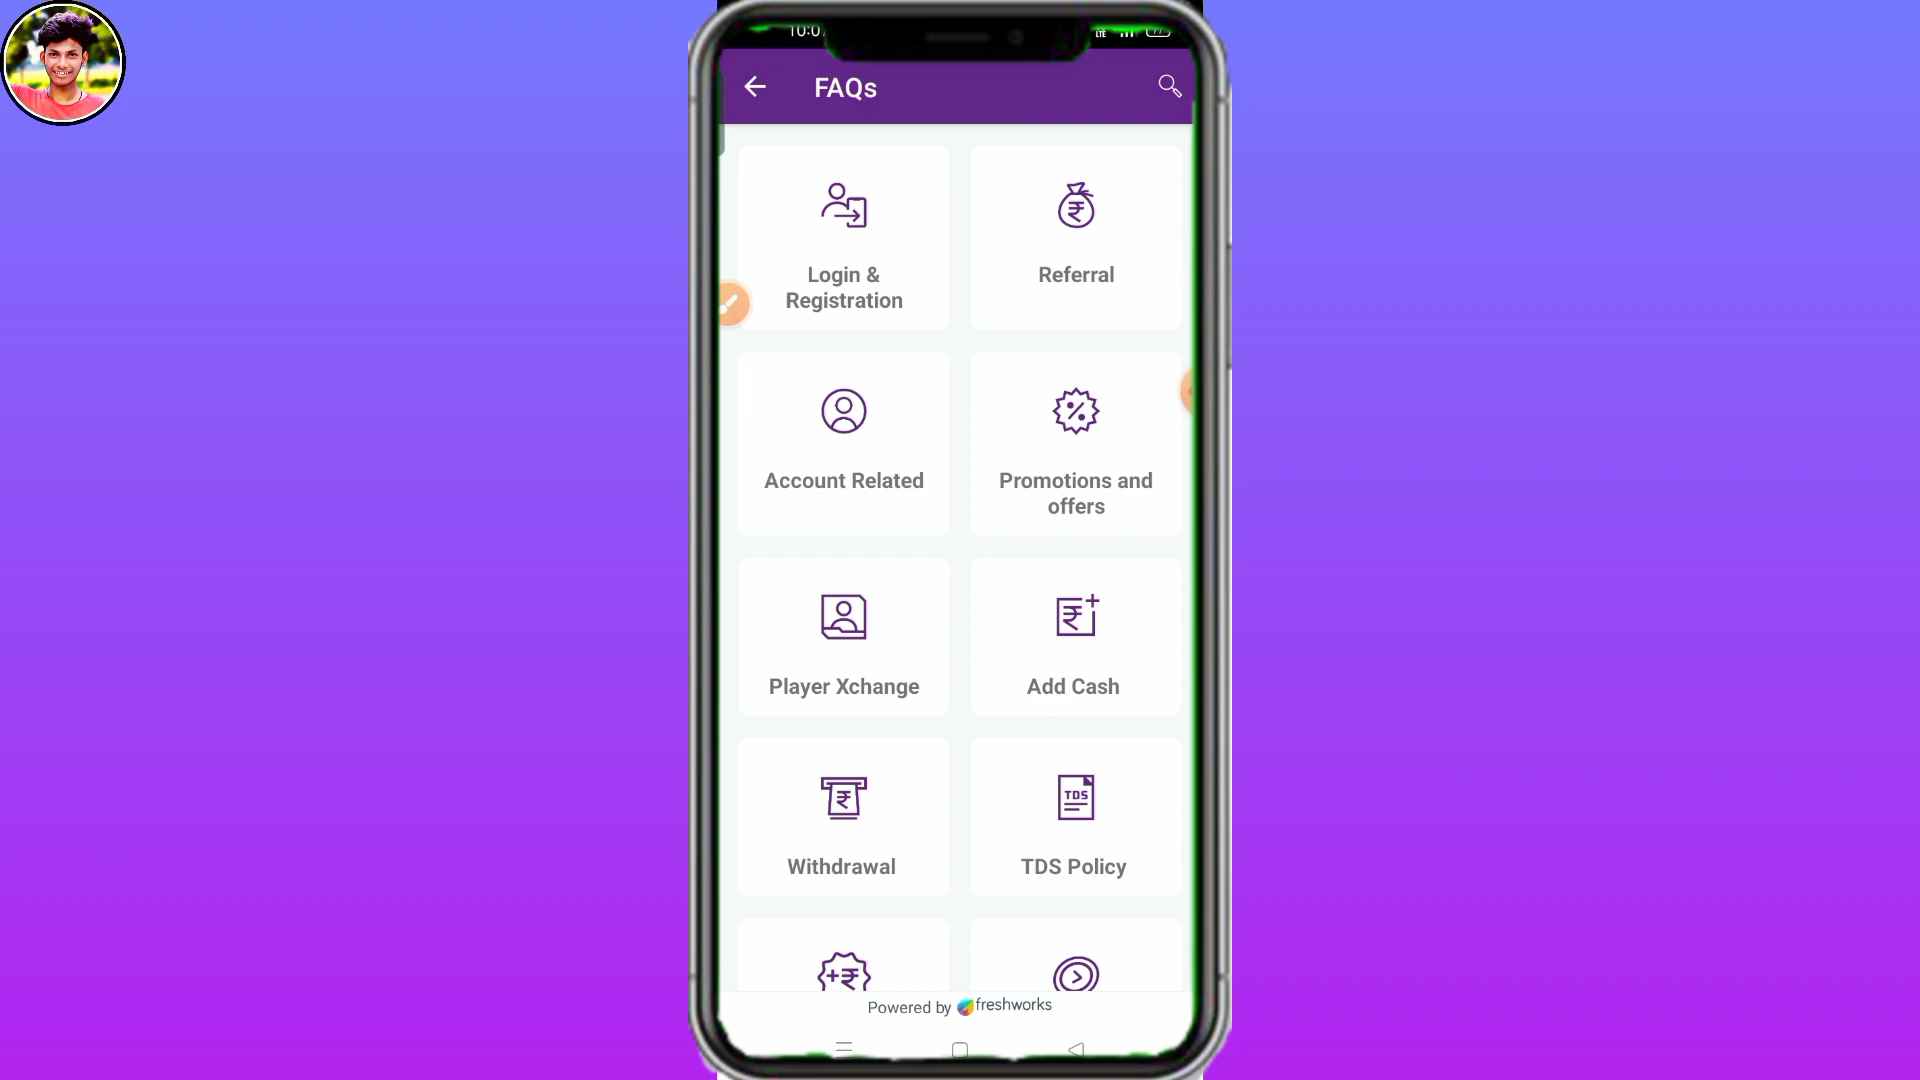 FAQs
Login &
Registration
Referral
Account Related
Promotions and
offers
Player Xchange
Add Cash
Withdrawal
TDS
TDS Policy
Powered by freshworks